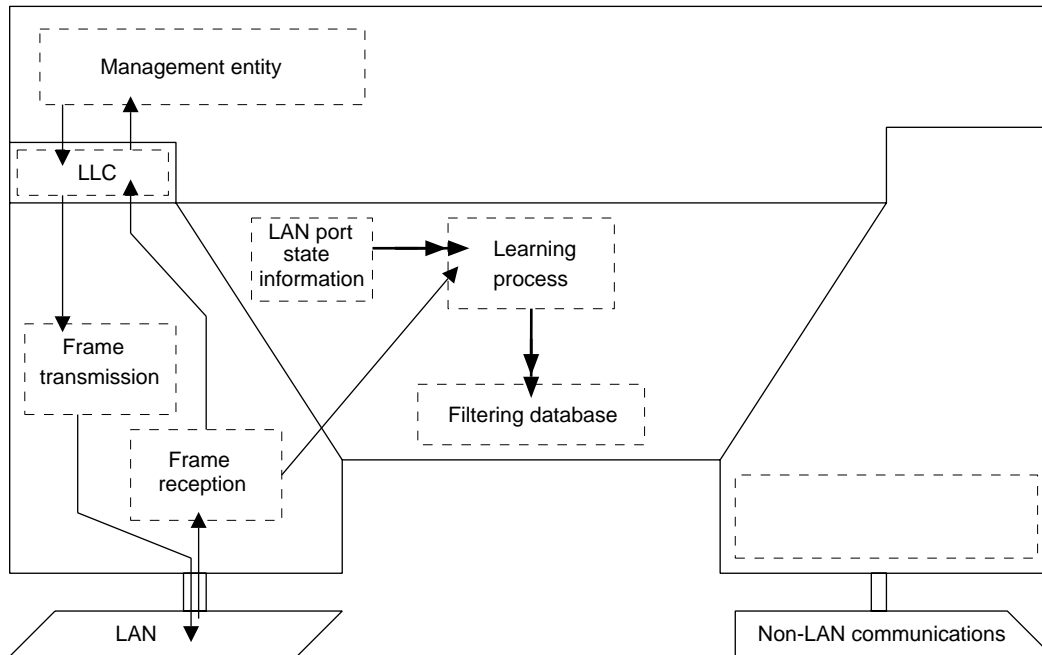 Management entity
LLC
LAN port
state
information
Learning
process
Frame
transmission
Filtering database
Frame
reception
LAN
Non-LAN communications